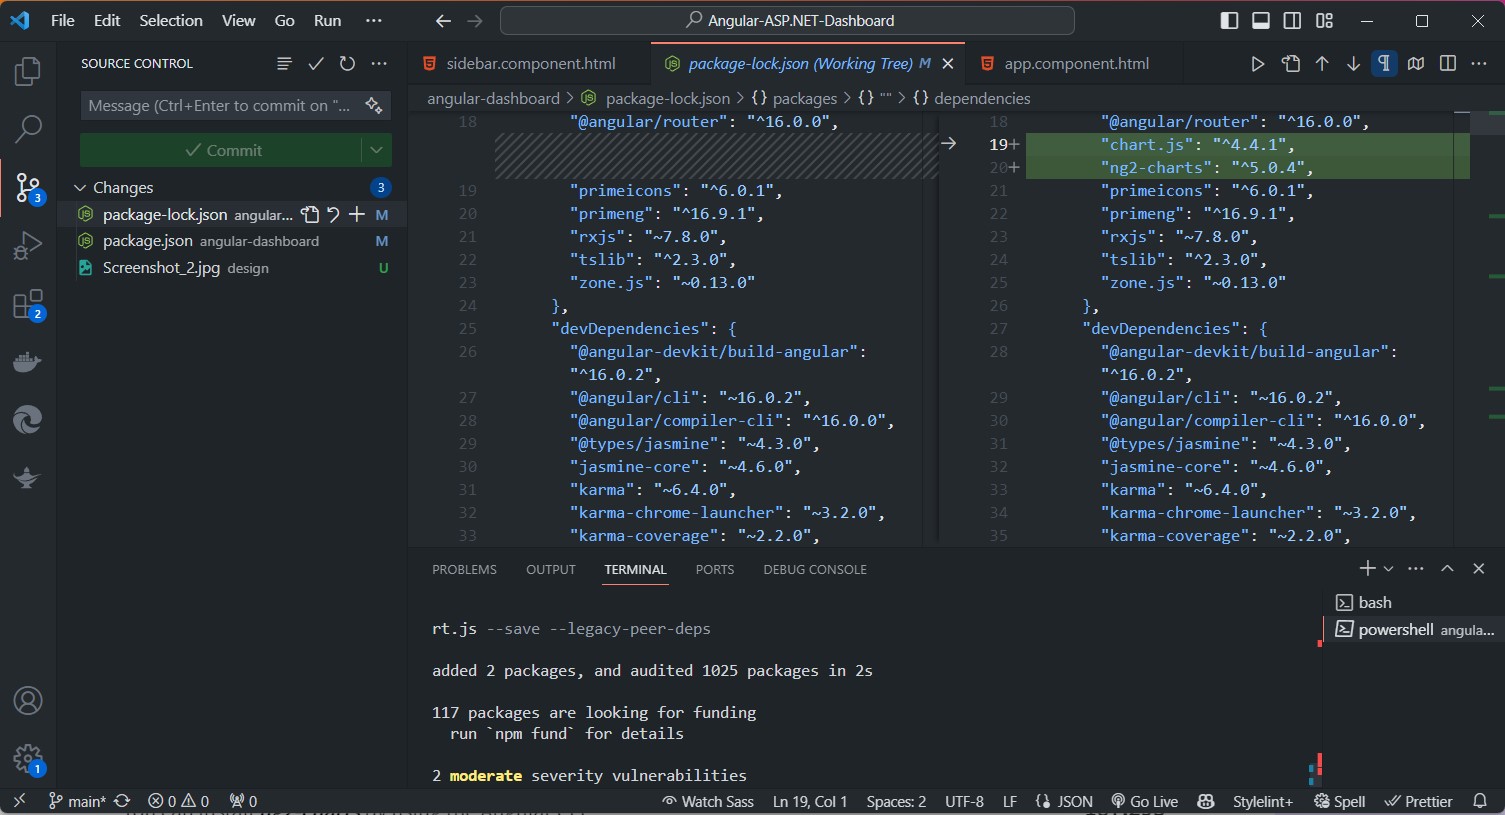 File Edit Selection View Go Run ...
Angular-ASP.NET-Dashboard
SOURCE CONTROL
Message (Ctrl+Enter to commit on "...
Commit
Changes 3
package-lock.json angular... M
package.json angular-dashboard M
Screenshot_2.jpg design U
3
2
1
sidebar.component.html
package-lock.json (Working Tree) M
app.component.html
angular-dashboard > package-lock.json > {} packages > {} "" > {} dependencies
18 "@angular/router": "^16.0.0",
19 "primeicons": "^6.0.1",
20 "primeng": "^16.9.1",
21 "rxjs": "~7.8.0",
22 "tslib": "^2.3.0",
23 "zone.js": "~0.13.0"
24 },
25 "devDependencies": {
26 "@angular-devkit/build-angular":
"^16.0.2",
27 "@angular/cli": "~16.0.2",
28 "@angular/compiler-cli": "^16.0.0",
29 "@types/jasmine": "~4.3.0",
30 "jasmine-core": "~4.6.0",
31 "karma": "~6.4.0",
32 "karma-chrome-launcher": "~3.2.0",
33 "karma-coverage": "~2.2.0",
18 "@angular/router": "^16.0.0",
19+ "chart.js": "^4.4.1",
20+ "ng2-charts": "^5.0.4",
21 "primeicons": "^6.0.1",
22 "primeng": "^16.9.1",
23 "rxjs": "~7.8.0",
24 "tslib": "^2.3.0",
25 "zone.js": "~0.13.0"
26 },
27 "devDependencies": {
28 "@angular-devkit/build-angular":
"^16.0.2",
29 "@angular/cli": "~16.0.2",
30 "@angular/compiler-cli": "^16.0.0",
31 "@types/jasmine": "~4.3.0",
32 "jasmine-core": "~4.6.0",
33 "karma": "~6.4.0",
34 "karma-chrome-launcher": "~3.2.0",
35 "karma-coverage": "~2.2.0",
PROBLEMS OUTPUT TERMINAL PORTS DEBUG CONSOLE
rt.js --save --legacy-peer-deps
added 2 packages, and audited 1025 packages in 2s
117 packages are looking for funding
run `npm fund` for details
2 moderate severity vulnerabilities
bash
powershell angula...
main* 0 0 0 Watch Sass Ln 19, Col 1 Spaces: 2 UTF-8 LF {} JSON Go Live Stylelint+ Spell Prettier